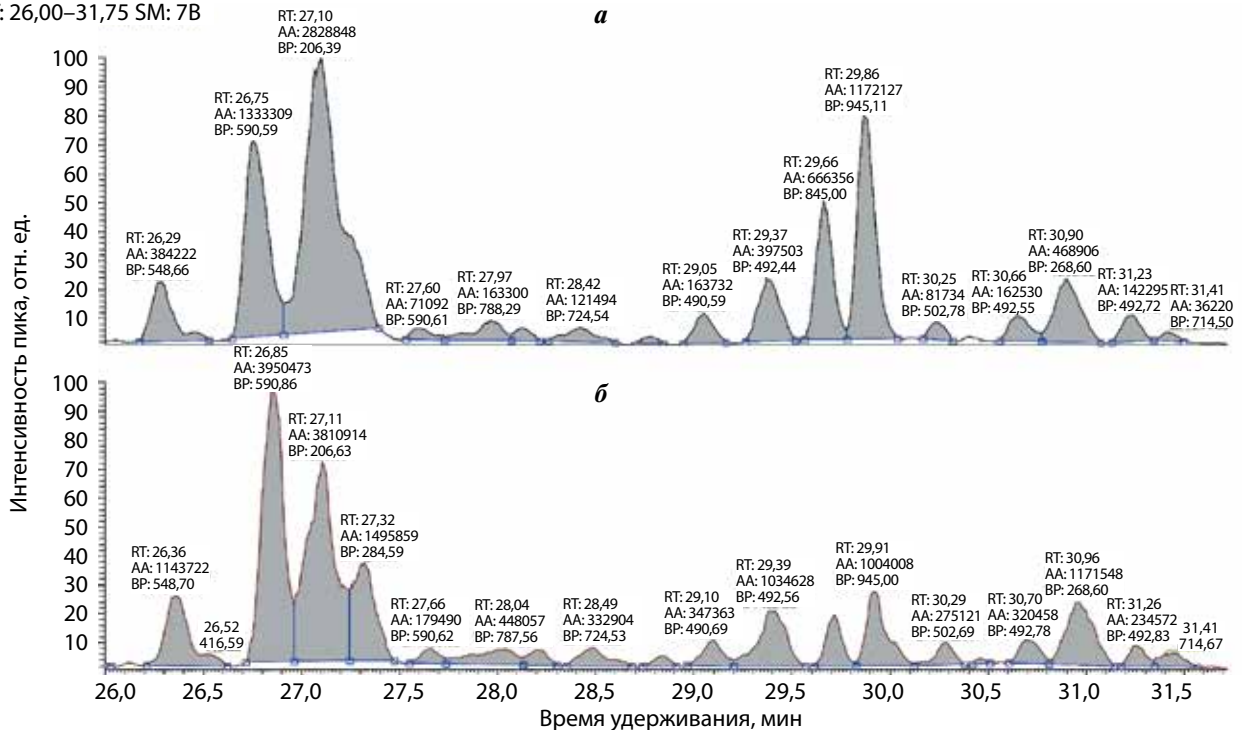 : 26,00–31,75 SM: 7B
а
Интенсивность пика, отн. ед.
100
90
80
70
60
50
40
30
20
10
RT: 26,29
AA: 384222
BP: 548,66
RT: 26,75
AA: 1333309
BP: 590,59
RT: 27,10
AA: 2828848
BP: 206,39
RT: 27,60
AA: 71092
BP: 590,61
RT: 27,97
AA: 163300
BP: 788,29
RT: 28,42
AA: 121494
BP: 724,54
RT: 29,05
AA: 163732
BP: 490,59
RT: 29,37
AA: 397503
BP: 492,44
RT: 29,66
AA: 666356
BP: 845,00
RT: 29,86
AA: 1172127
BP: 945,11
RT: 30,25
AA: 81734
BP: 502,78
RT: 30,66
AA: 162530
BP: 492,55
RT: 30,90
AA: 468906
BP: 268,60
RT: 31,23
AA: 142295
BP: 492,72
RT: 31,41
AA: 36220
BP: 714,50
б
100
90
80
70
60
50
40
30
20
10
RT: 26,36
AA: 1143722
BP: 548,70
26,52
416,59
RT: 26,85
AA: 3950473
BP: 590,86
RT: 27,11
AA: 3810914
BP: 206,63
RT: 27,32
AA: 1495859
BP: 284,59
RT: 27,66
AA: 179490
BP: 590,62
RT: 28,04
AA: 448057
BP: 787,56
RT: 28,49
AA: 332904
BP: 724,53
RT: 29,10
AA: 347363
BP: 490,69
RT: 29,39
AA: 1034628
BP: 492,56
RT: 29,91
AA: 1004008
BP: 945,00
RT: 30,29
AA: 275121
BP: 502,69
RT: 30,70
AA: 320458
BP: 492,78
RT: 30,96
AA: 1171548
BP: 268,60
RT: 31,26
AA: 234572
BP: 492,83
31,41
714,67
26,0 26,5 27,0 27,5 28,0 28,5 29,0 29,5 30,0 30,5 31,0 31,5
Время удерживания, мин